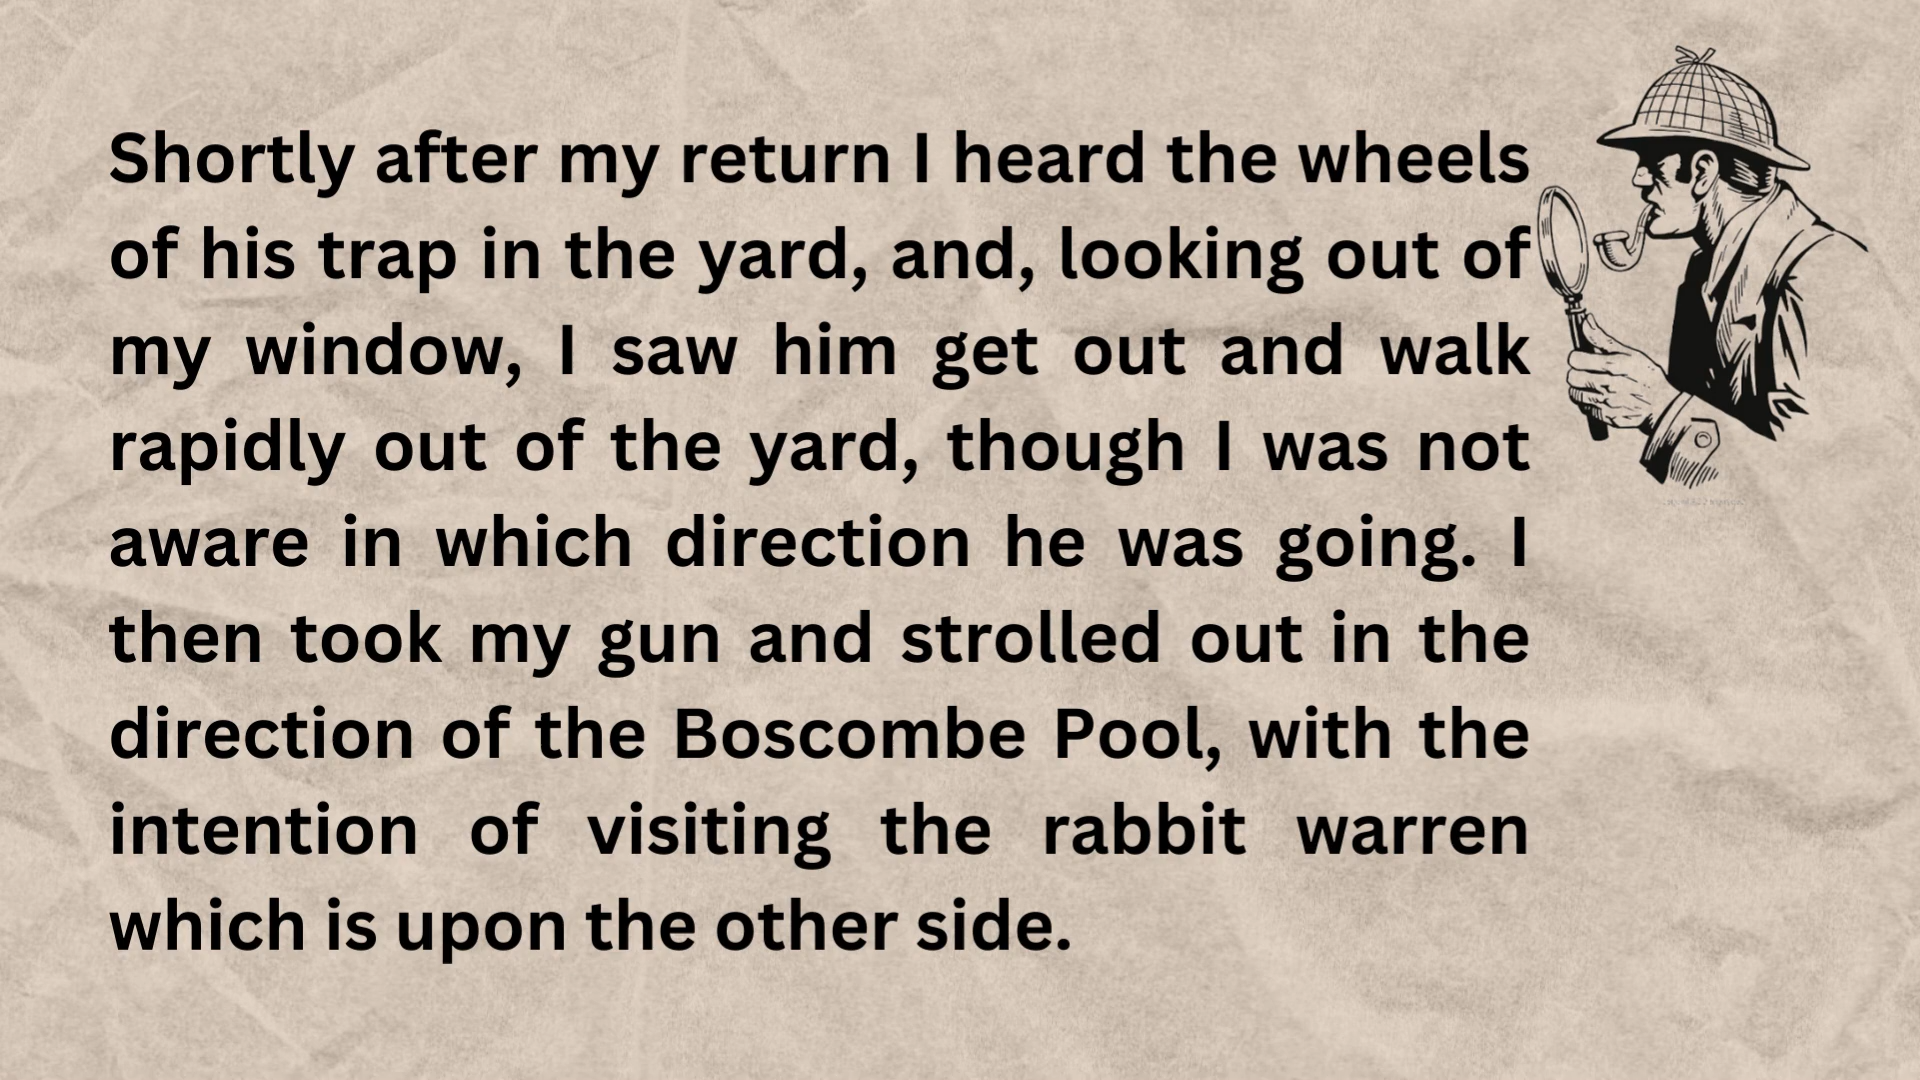 Shortly after my return I heard the wheels
of his trap in the yard, and, looking out of
my window, I saw him get out and walk
rapidly out of the yard, though I was not
aware in which direction he was going. I
then took my gun and strolled out in the
direction of the Boscombe Pool, with the
intention of visiting the rabbit warren
which is upon the other side.